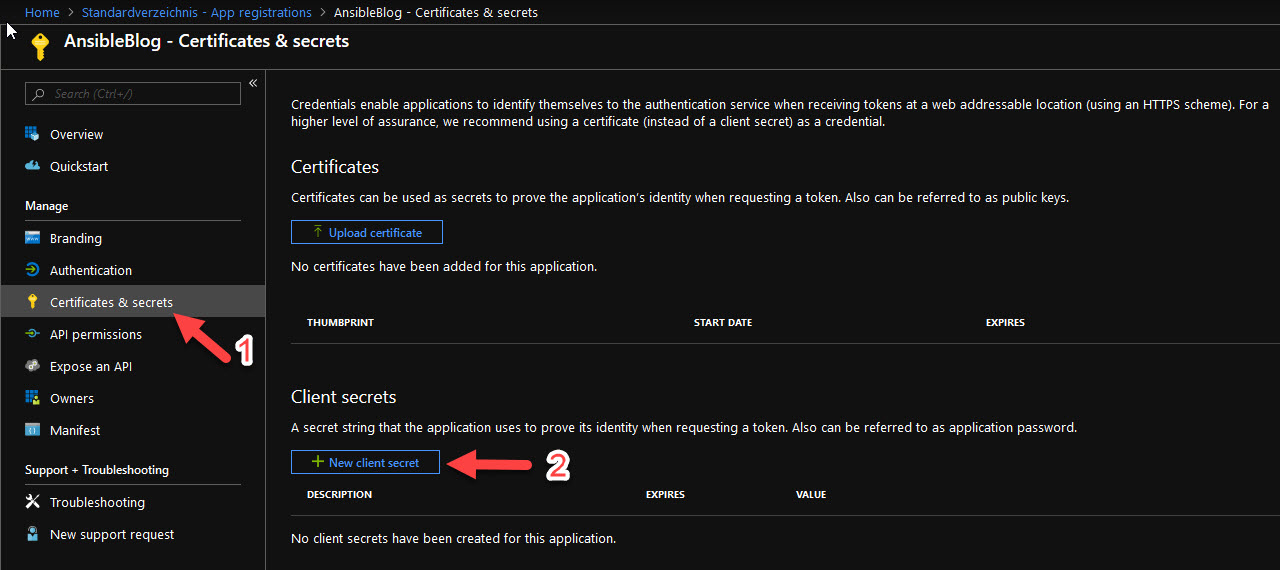 Home > Standardverzeichnis - App registrations > AnsibleBlog - Certificates & secrets
AnsibleBlog - Certificates & secrets
Search (Ctrl+/)
«
Overview
Quickstart
Manage
Branding
Authentication
Certificates & secrets
1
API permissions
Expose an API
Owners
Manifest
Support + Troubleshooting
Troubleshooting
New support request
Credentials enable applications to identify themselves to the authentication service when receiving tokens at a web addressable location (using an HTTPS scheme). For a
higher level of assurance, we recommend using a certificate (instead of a client secret) as a credential.
Certificates
Certificates can be used as secrets to prove the application's identity when requesting a token. Also can be referred to as public keys.
Upload certificate
No certificates have been added for this application.
THUMBPRINT START DATE EXPIRES
Client secrets
A secret string that the application uses to prove its identity when requesting a token. Also can be referred to as application password.
New client secret
2
DESCRIPTION EXPIRES VALUE
No client secrets have been created for this application.